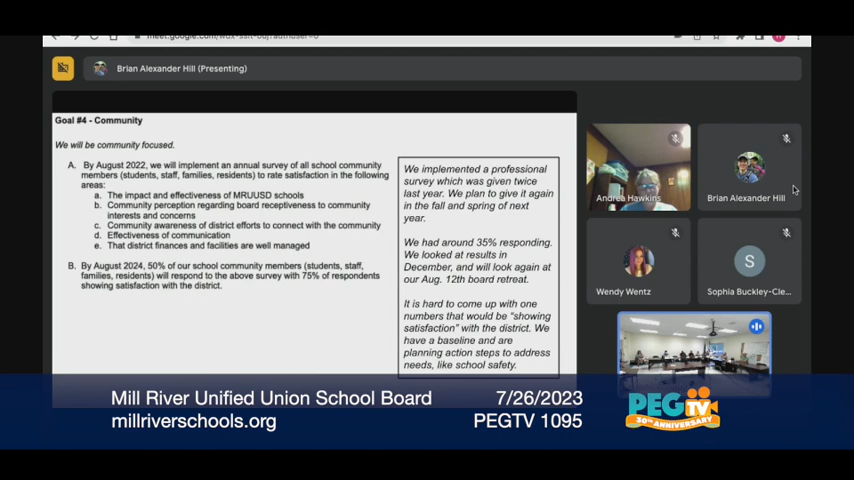 Brian Alexander Hill (Presenting)
Goal #4 - Community
We will be community focused.
A. By August 2022, we will implement an annual survey of all school community
members (students, staff, families, residents) to rate satisfaction in the following
areas:
a. The impact and effectiveness of MRUUSD schools
b. Community perception regarding board receptiveness to community
interests and concerns
c. Community awareness of district efforts to connect with the community
d. Effectiveness of communication
e. That district finances and facilities are well managed
B. By August 2024, 50% of our school community members (students, staff,
families, residents) will respond to the above survey with 75% of respondents
showing satisfaction with the district.
We implemented a professional
survey which was given twice
last year. We plan to give it again
in the fall and spring of next
year.
We had around 35% responding.
We looked at results in
December, and will look again at
our Aug. 12th board retreat.
It is hard to come up with one
numbers that would be “showing
satisfaction” with the district. We
have a baseline and are
planning action steps to address
needs, like school safety.
Andrea Hawkins
Brian Alexander Hill
Wendy Wentz
S
Sophia Buckley-Cle...
Mill River Unified Union School Board
7/26/2023
millriverschools.org
PEGTV 1095
PEGTV
30TH ANNIVERSARY